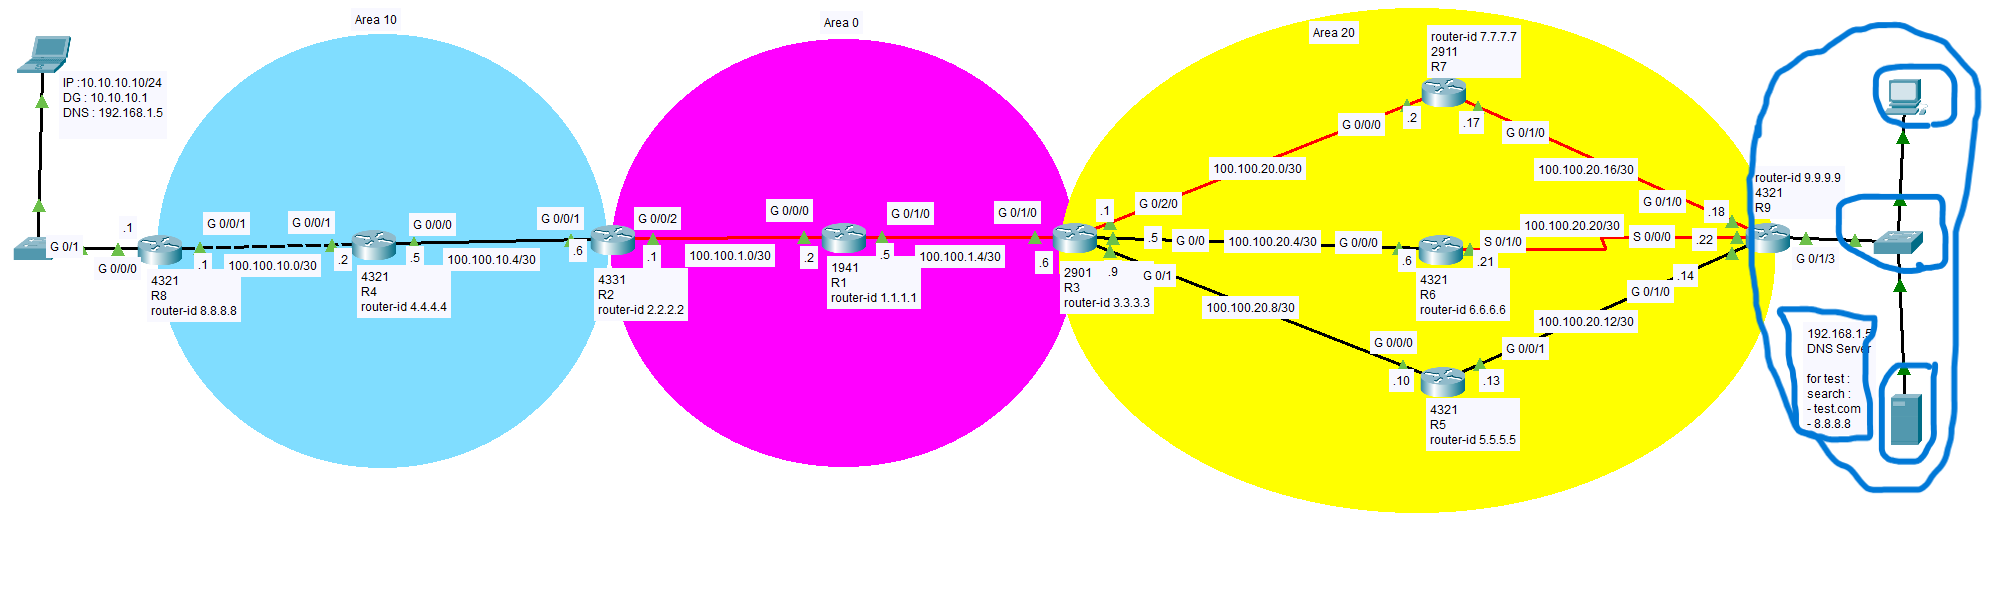 Area 10
Area 0
Area 20
router-id 7.7.7.7
2911
R7
IP :10.10.10.10/24
DG : 10.10.10.1
DNS : 192.168.1.5
G 0/0/0
.2
.17
G 0/1/0
100.100.20.0/30
100.100.20.16/30
router-id 9.9.9.9
4321
R9
G 0/1/0
.18
.1
G 0/0/1
G 0/0/1
G 0/0/0
G 0/0/1
G 0/0/2
G 0/0/0
G 0/1/0
G 0/1/0
.1
G 0/2/0
100.100.20.20/30
G 0/1
G 0/0/0
.1
100.100.10.0/30
.2
.5
100.100.10.4/30
.6
.1
100.100.1.0/30
.2
.5
100.100.1.4/30
.6
.5
G 0/0
100.100.20.4/30
G 0/0/0
.6
S 0/1/0
.21
S 0/0/0
.22
G 0/1/3
4321
R8
router-id 8.8.8.8
4321
R4
router-id 4.4.4.4
4331
R2
router-id 2.2.2.2
1941
R1
router-id 1.1.1.1
2901
R3
router-id 3.3.3.3
.9
G 0/1
4321
R6
router-id 6.6.6.6
.14
G 0/1/0
100.100.20.8/30
100.100.20.12/30
G 0/0/0
G 0/0/1
.10
.13
4321
R5
router-id 5.5.5.5
192.168.1.5
DNS Server
for test :
search :
- test.com
- 8.8.8.8